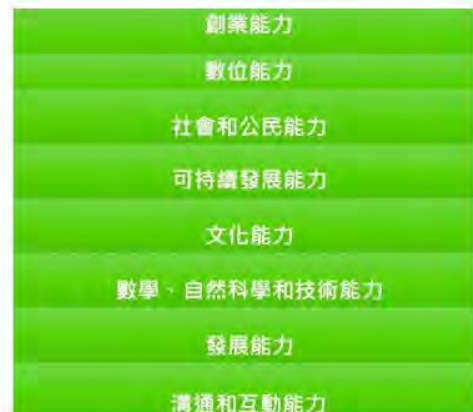 創業能力
數位能力
社會和公民能力
可持續發展能力
文化能力
數學、自然科學和技術能力
發展能力
溝通和互動能力